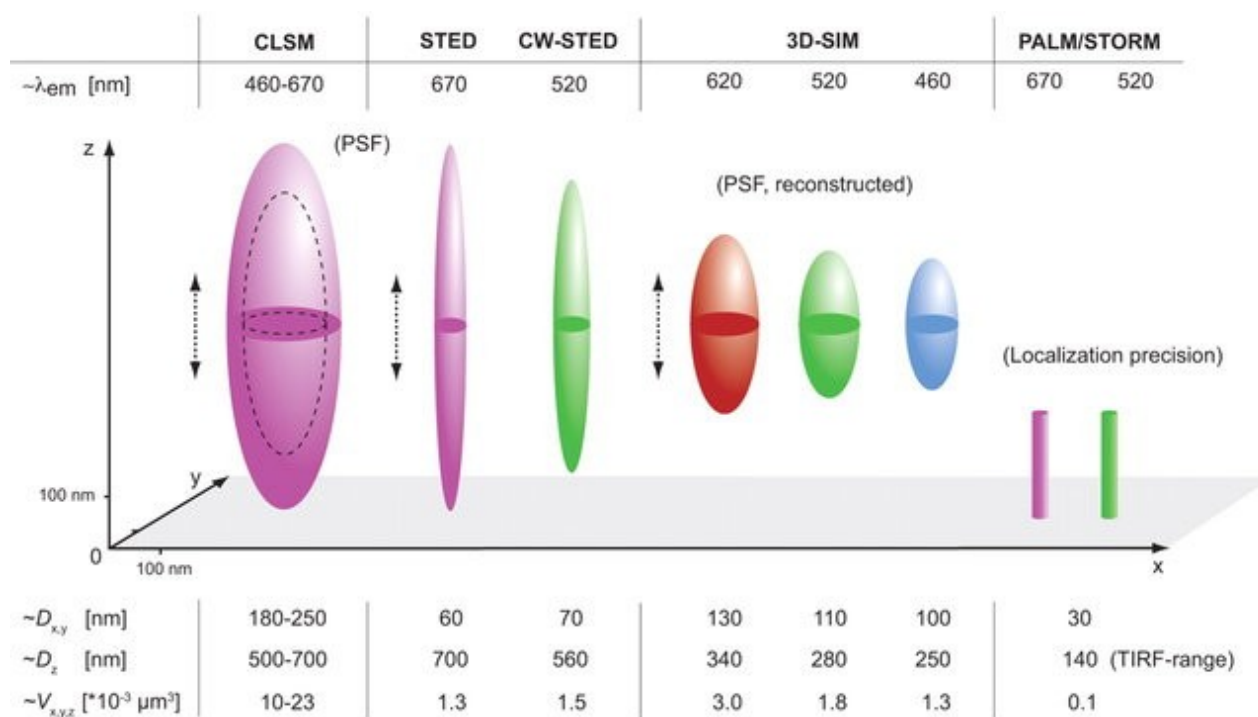 CLSM STED CW-STED 3D-SIM PALM/STORM
~λem [nm] 460-670 670 520 620 520 460 670 520
z
(PSF)
(PSF, reconstructed)
(Localization precision)
y
100 nm
0
100 nm
x
~Dx,y [nm] 180-250 60 70 130 110 100 30
~Dz [nm] 500-700 700 560 340 280 250 140 (TIRF-range)
~Vx,y,z [*10⁻³ µm³] 10-23 1.3 1.5 3.0 1.8 1.3 0.1